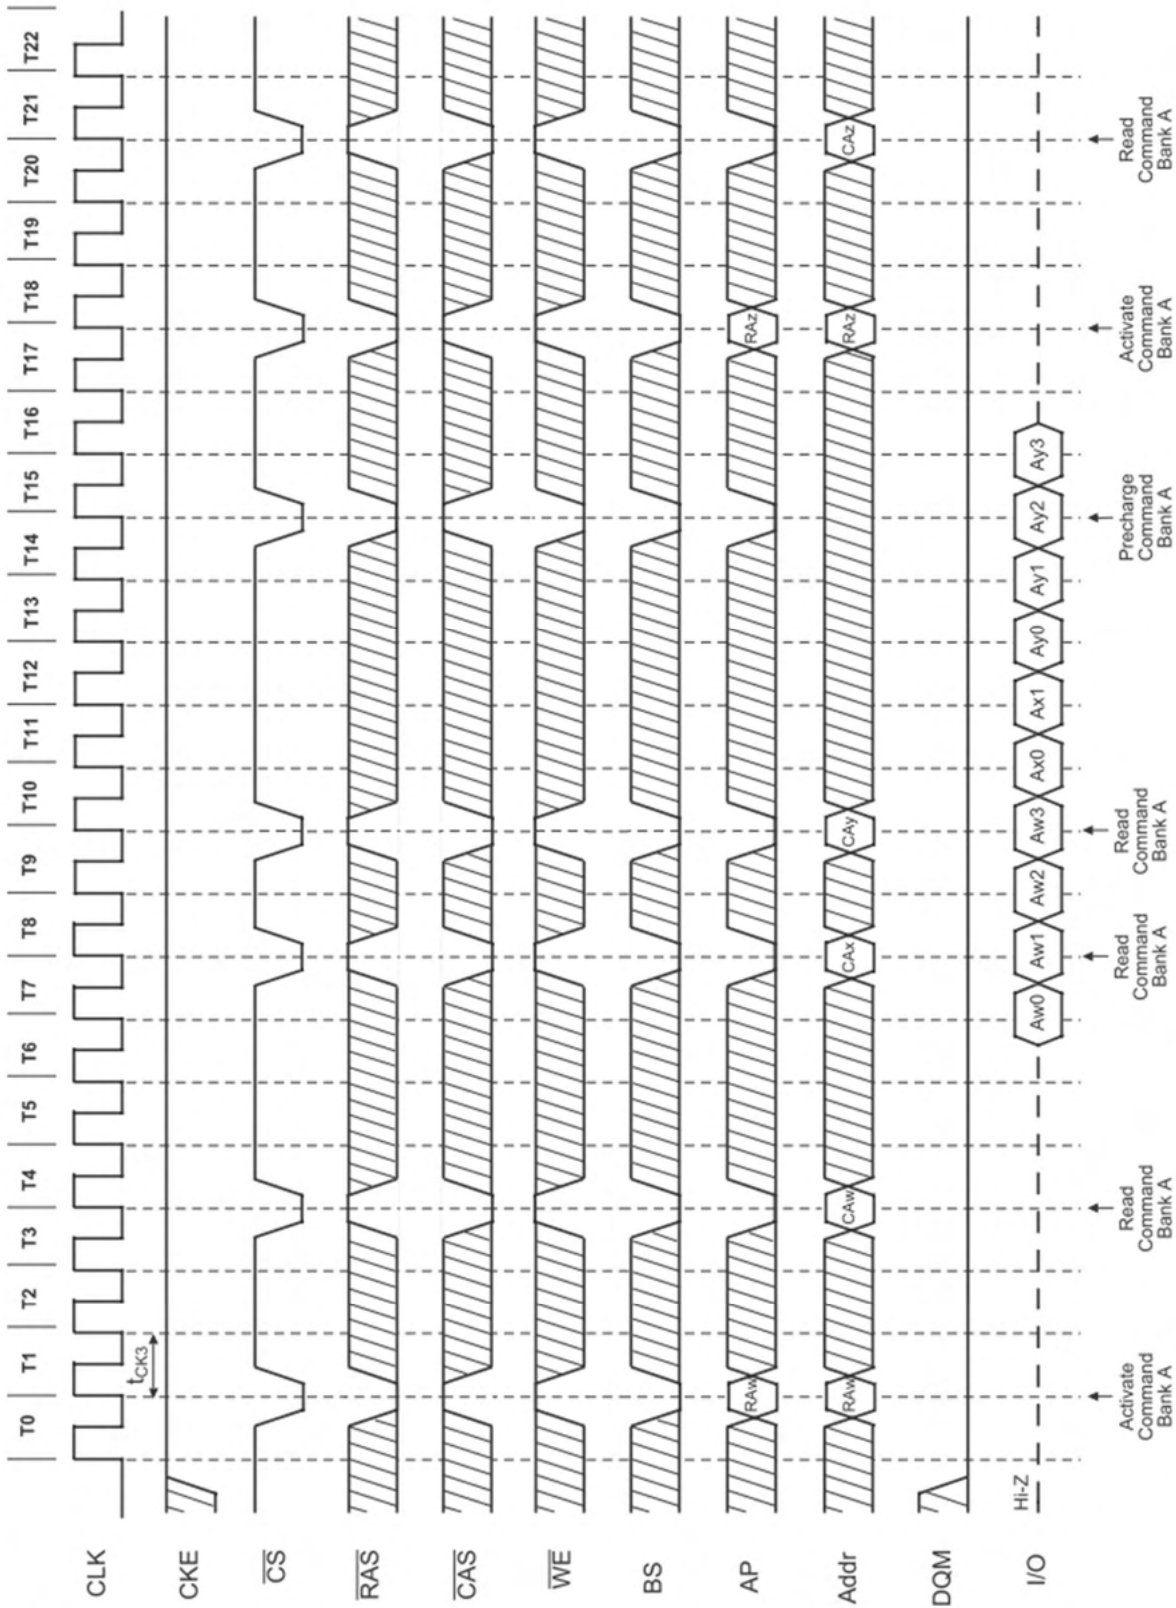 T0 T1 T2 T3 T4 T5 T6 T7 T8 T9 T10 T11 T12 T13 T14 T15 T16 T17 T18 T19 T20 T21 T22
CLK
tCK3
CKE
CS
RAS
CAS
WE
BS
AP RAw RAz
Addr RAw CAw CAx CAy RAz CAz
DQM
I/O Hi-Z Aw0 Aw1 Aw2 Aw3 Ax0 Ax1 Ay0 Ay1 Ay2 Ay3
Activate
Command
Bank A
Read
Command
Bank A
Read
Command
Bank A
Read
Command
Bank A
Precharge
Command
Bank A
Activate
Command
Bank A
Read
Command
Bank A